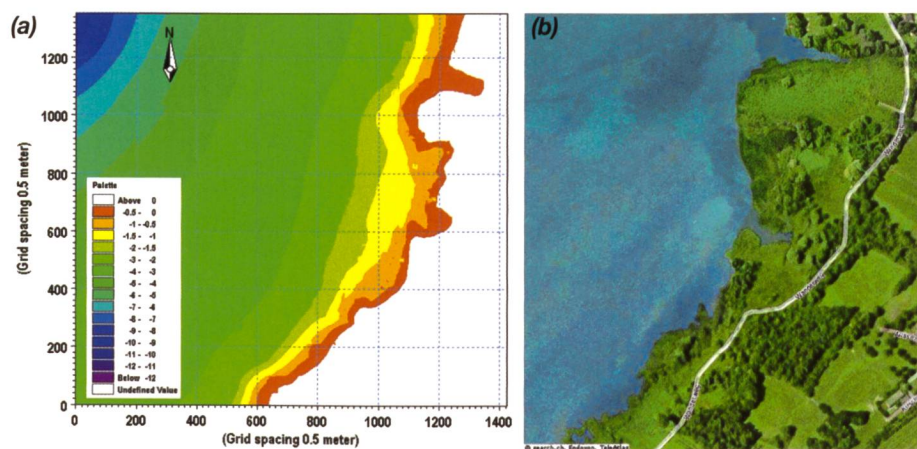 (a)
N
1200
1000
800
600
400
200
0
(Grid spacing 0.5 meter)
Palette
Above 0
-0.5 - 0
-1 - -0.5
-1.5 - -1
-2 - -1.5
-3 - -2
-4 - -3
-5 - -4
-6 - -5
-7 - -6
-8 - -7
-9 - -8
-10 - -9
-11 - -10
-12 - -11
Below -12
Undefined Value
0 200 400 600 800 1000 1200 1400
(Grid spacing 0.5 meter)
(b)